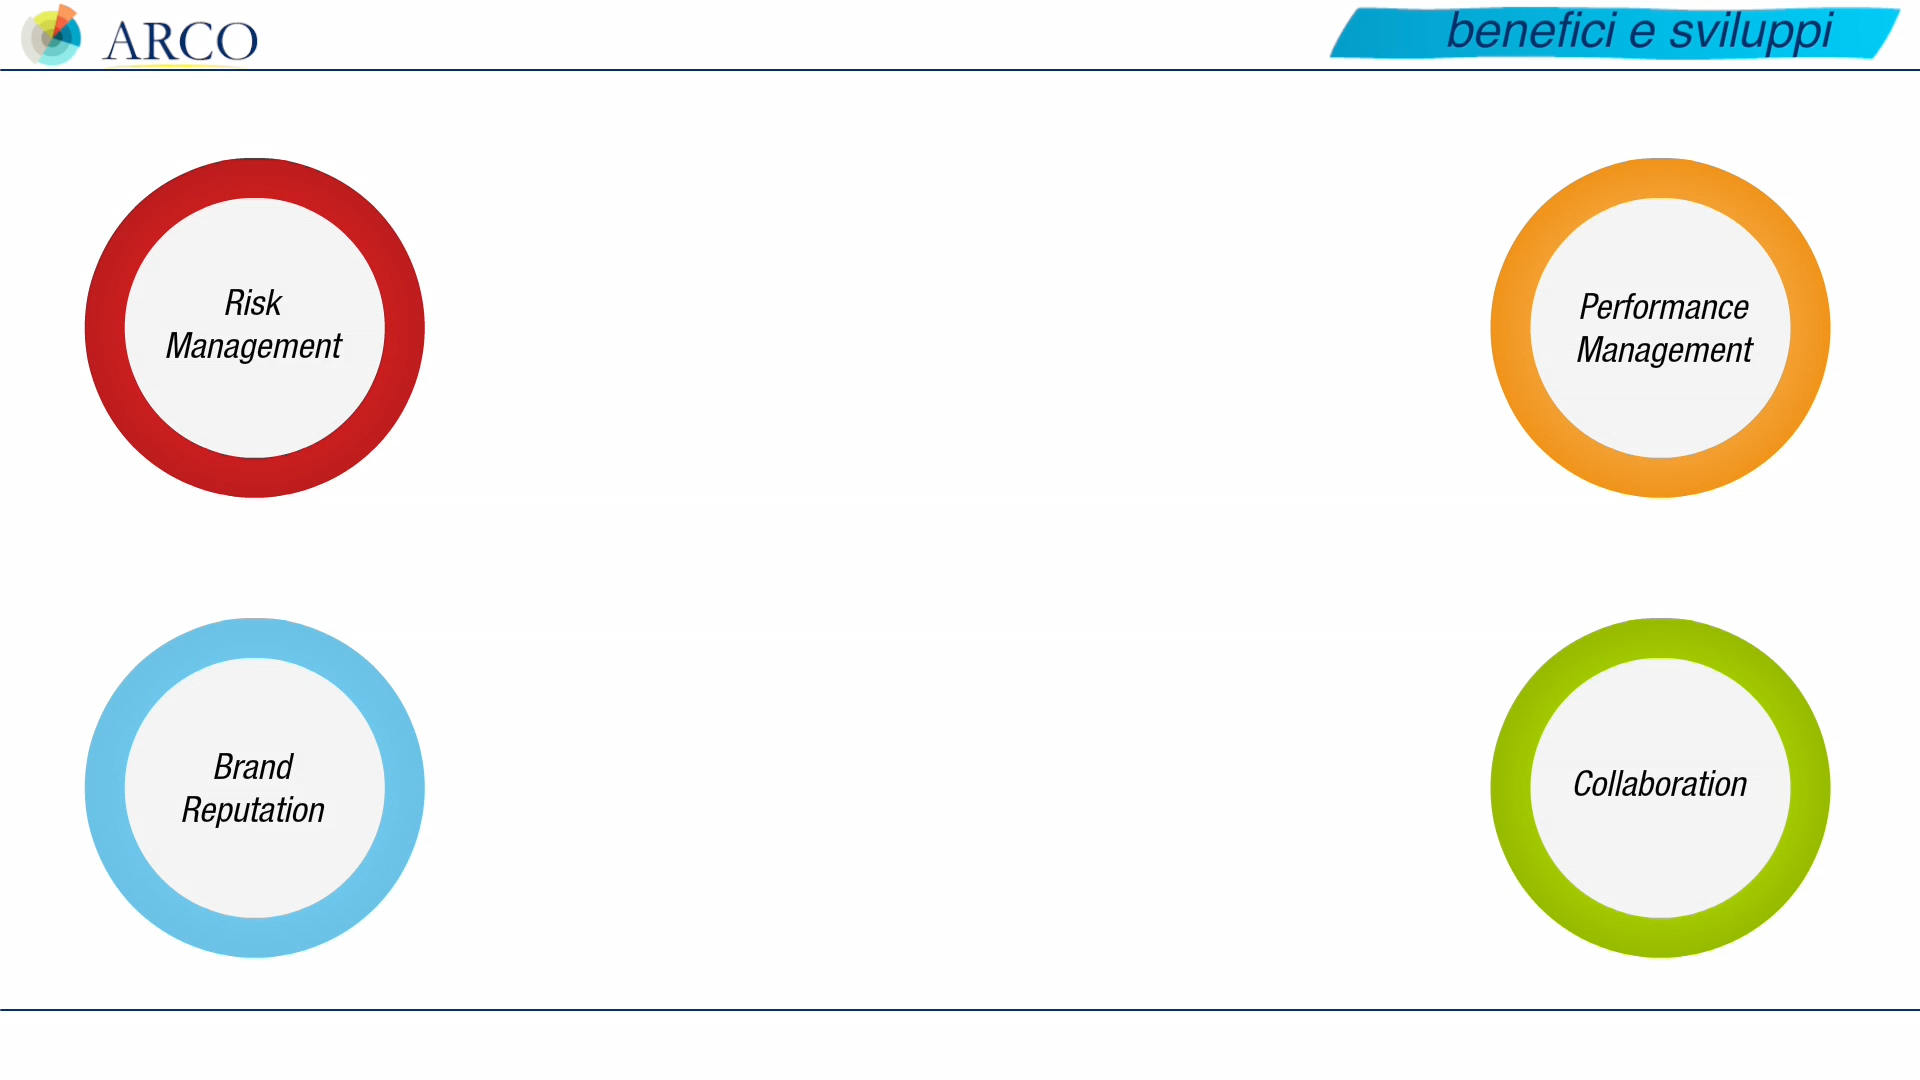 ARCO
benefici e sviluppi
Risk
Management
Performance
Management
Brand
Reputation
Collaboration